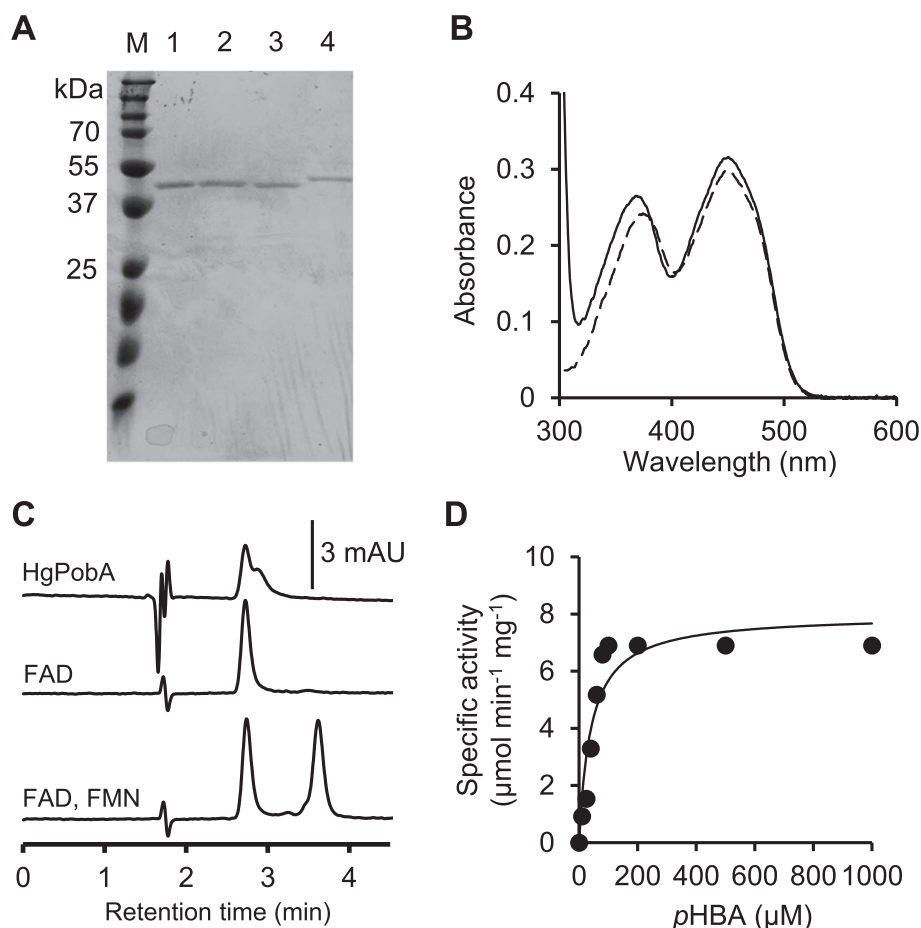 A
M 1 2 3 4
kDa
70
55
37
25
B
Absorbance
0.4
0.3
0.2
0.1
0
300 400 500 600
Wavelength (nm)
C
3 mAU
HgPobA
FAD
FAD, FMN
0 1 2 3 4
Retention time (min)
D
Specific activity
(µmol min⁻¹ mg⁻¹)
10
8
6
4
2
0
0 200 400 600 800 1000
pHBA (µM)